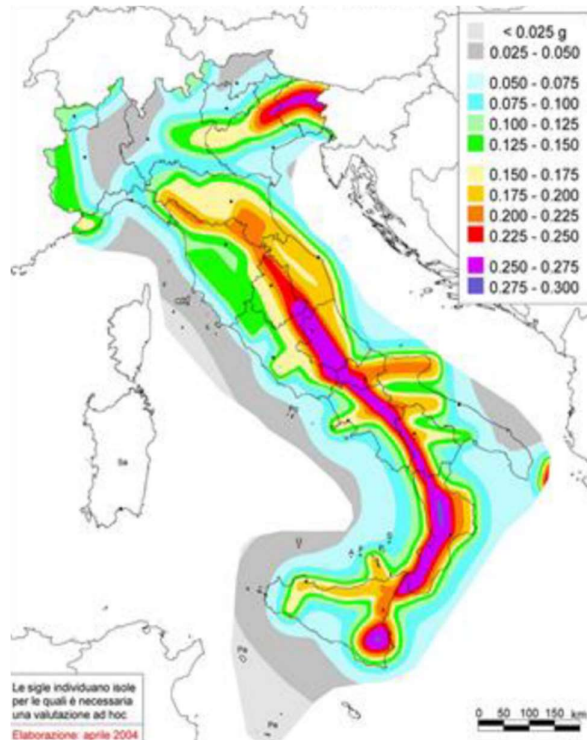 < 0.025 g
0.025 - 0.050
0.050 - 0.075
0.075 - 0.100
0.100 - 0.125
0.125 - 0.150
0.150 - 0.175
0.175 - 0.200
0.200 - 0.225
0.225 - 0.250
0.250 - 0.275
0.275 - 0.300
Sa
U
A
Pa
Pe
Le sigle individuano isole
per le quali é necessaria
una valutazione ad hoc
Elaborazione: aprile 2004
0 50 100 150 km